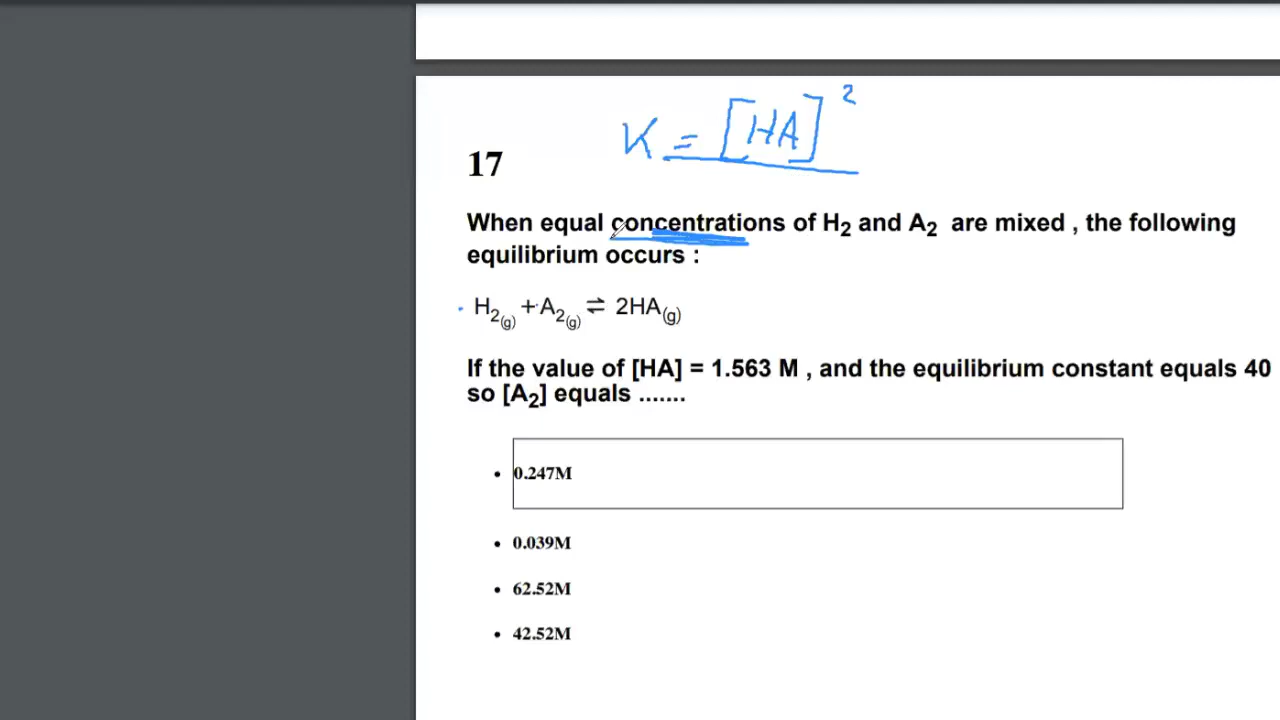 K = [HA]²
17
When equal concentrations of H₂ and A₂ are mixed , the following
equilibrium occurs :
H₂(g) + A₂(g) ⇌ 2HA(g)
If the value of [HA] = 1.563 M , and the equilibrium constant equals 40
so [A₂] equals .......
• 0.247M
• 0.039M
• 62.52M
• 42.52M